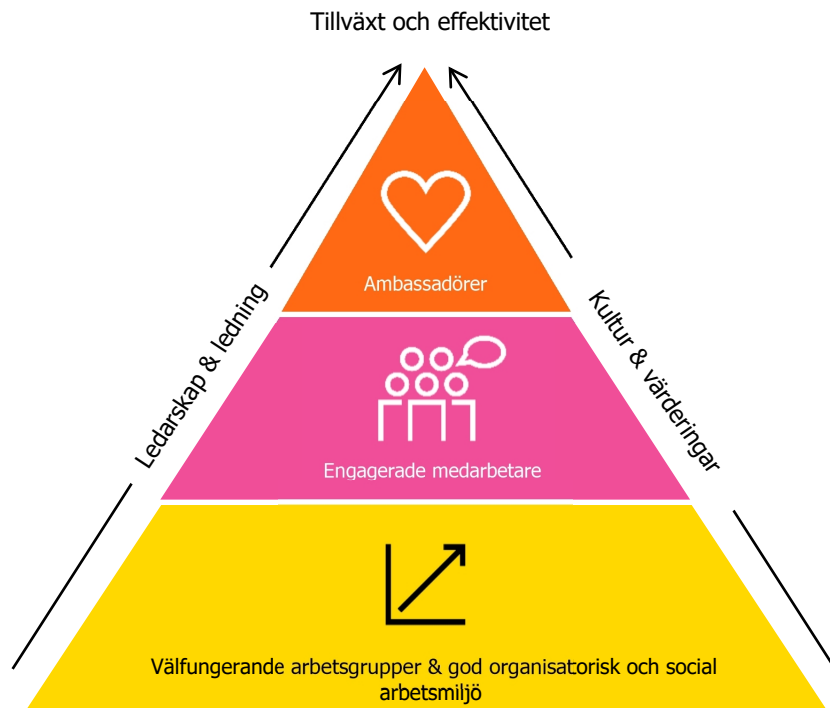 Tillväxt och effektivitet
Ambassadörer
Ledarskap & ledning
Kultur & värderingar
Engagerade medarbetare
Välfungerande arbetsgrupper & god organisatorisk och social
arbetsmiljö